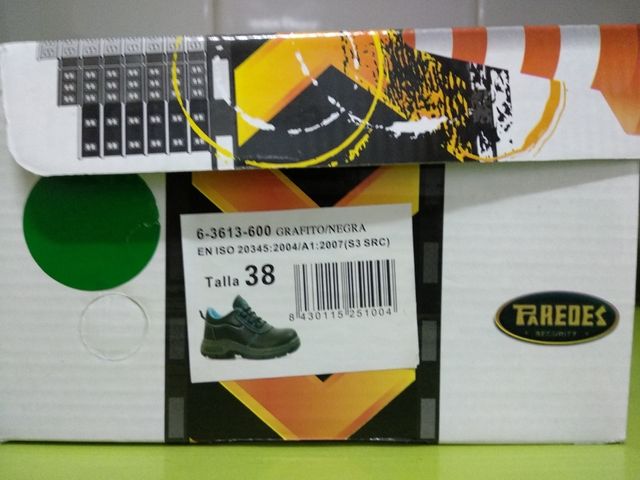 6-3613-600 GRAFITO/NEGRA
EN ISO 20345:2004/A1:2007(S3 SRC)
Talla 38
8 430115 251004
PAREDES
SECURITY